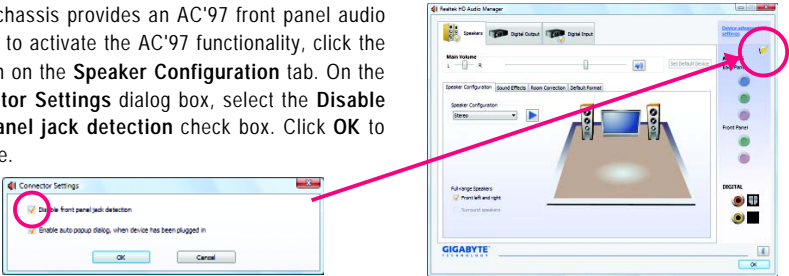 chassis provides an AC'97 front panel audio
to activate the AC'97 functionality, click the
on the Speaker Configuration tab. On the
tor Settings dialog box, select the Disable
anel jack detection check box. Click OK to
e.
Connector Settings
Disable front panel jack detection
Enable auto popup dialog, when device has been plugged in
OK Cancel
Realtek HD Audio Manager
Speakers Digital Output Digital Input
Device advanced settings
Main Volume
L R
Set Default Device
Speaker Configuration Sound Effects Room Correction Default Format
Speaker Configuration
Stereo
Front Panel
Full-range Speakers
Front left and right
Surround speakers
DIGITAL
GIGABYTE
TECHNOLOGY
OK